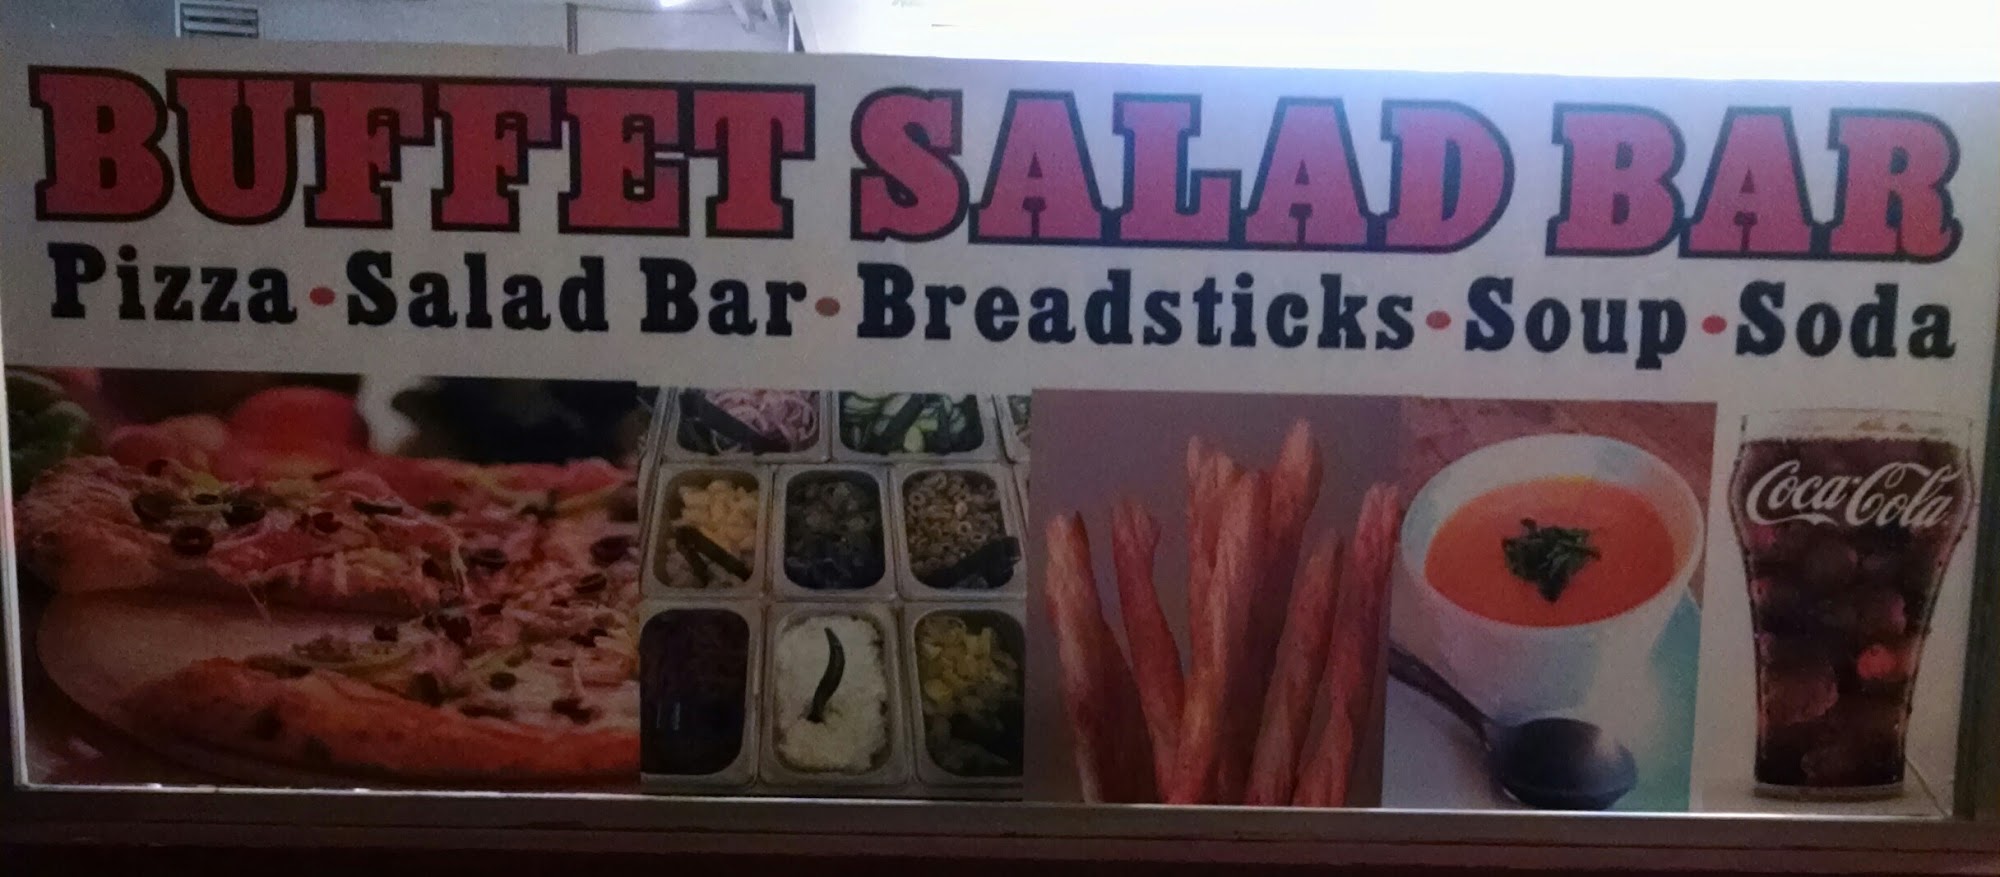 BUFFET SALAD BAR
Pizza • Salad Bar • Breadsticks • Soup • Soda
Coca-Cola